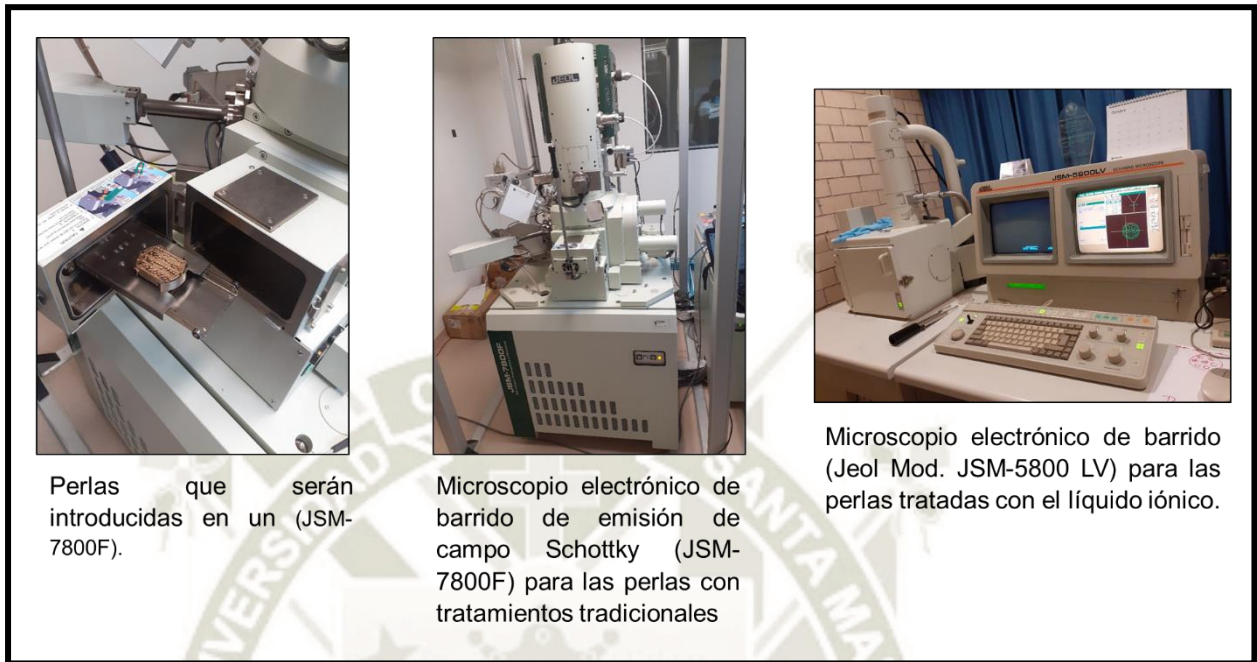 JEOL
JSM-7800F
JSM-5800LV SCANNING MICROSCOPE
Perlas que serán
introducidas en un (JSM-
7800F).
Microscopio electrónico de
barrido de emisión de
campo Schottky (JSM-
7800F) para las perlas con
tratamientos tradicionales
Microscopio electrónico de barrido
(Jeol Mod. JSM-5800 LV) para las
perlas tratadas con el líquido iónico.